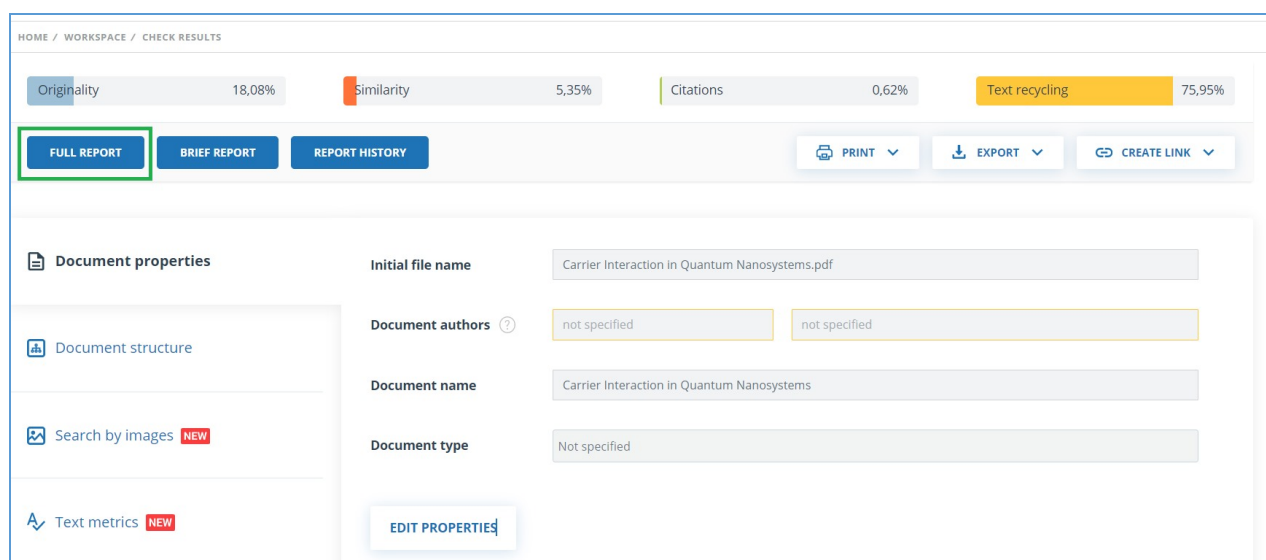 HOME / WORKSPACE / CHECK RESULTS
Originality 18,08% Similarity 5,35% Citations 0,62% Text recycling 75,95%
FULL REPORT BRIEF REPORT REPORT HISTORY PRINT EXPORT CREATE LINK
Document properties
Document structure
Search by images NEW
Text metrics NEW
Initial file name Carrier Interaction in Quantum Nanosystems.pdf
Document authors ? not specified not specified
Document name Carrier Interaction in Quantum Nanosystems
Document type Not specified
EDIT PROPERTIES